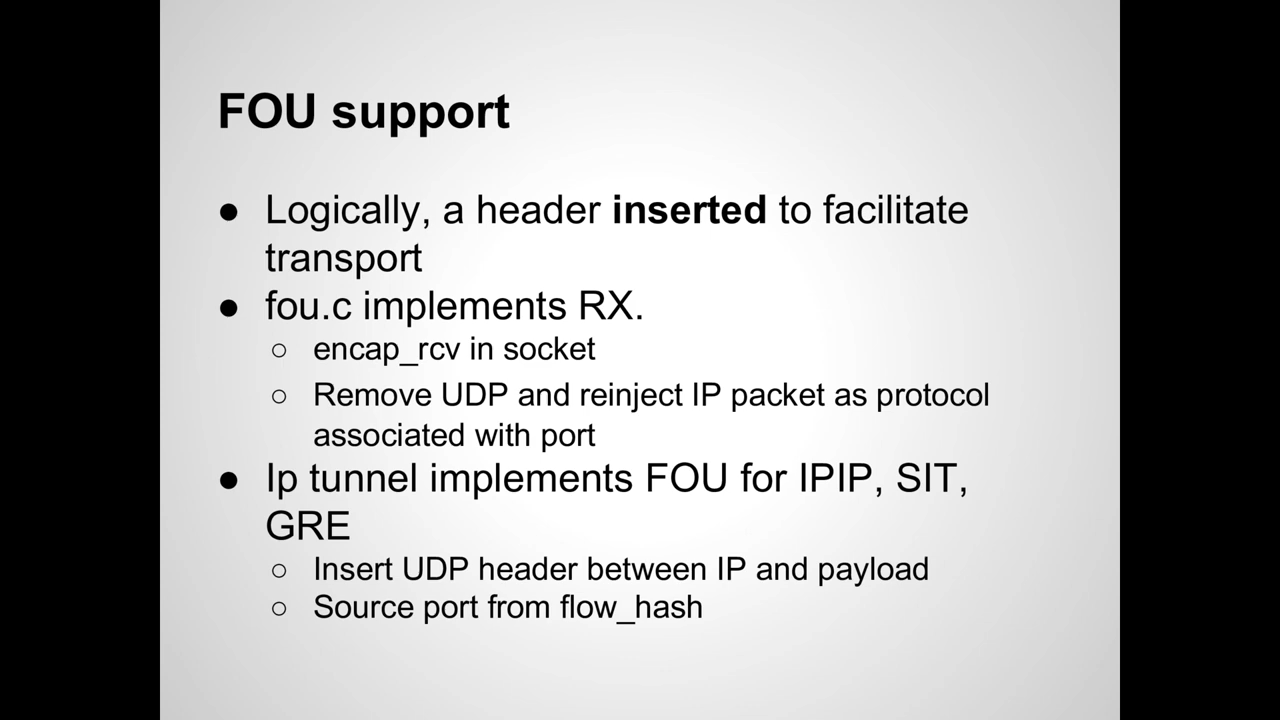 FOU support
● Logically, a header inserted to facilitate
transport
● fou.c implements RX.
○ encap_rcv in socket
○ Remove UDP and reinject IP packet as protocol
associated with port
● Ip tunnel implements FOU for IPIP, SIT,
GRE
○ Insert UDP header between IP and payload
○ Source port from flow_hash